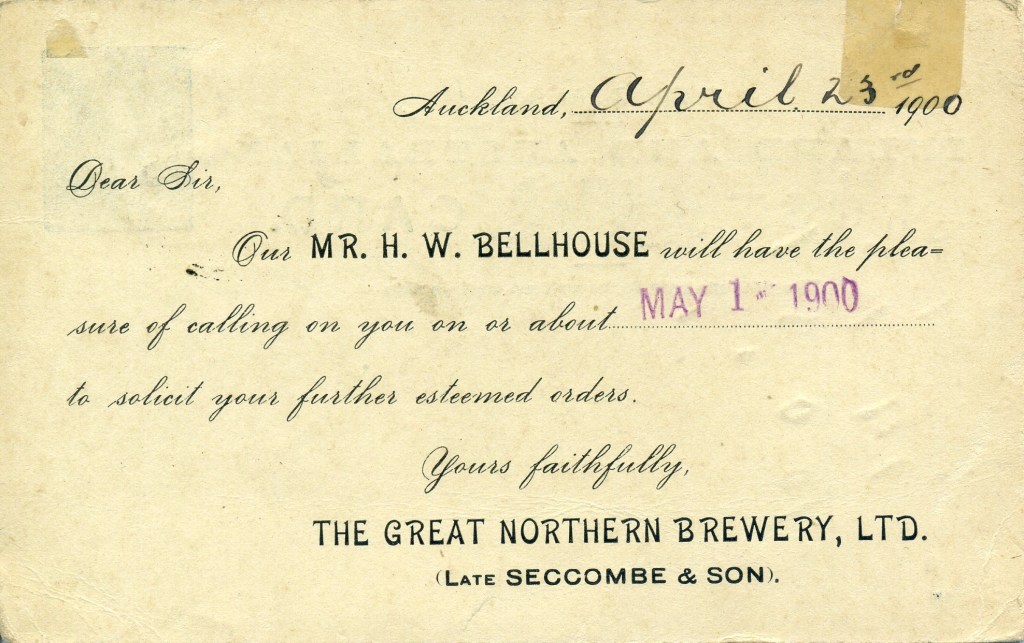 Auckland, April 23rd 1900
Dear Sir,
Our MR. H. W. BELLHOUSE will have the plea=
sure of calling on you on or about MAY 1 1900
to solicit your further esteemed orders.
Yours faithfully,
THE GREAT NORTHERN BREWERY, LTD.
(LATE SECCOMBE & SON).